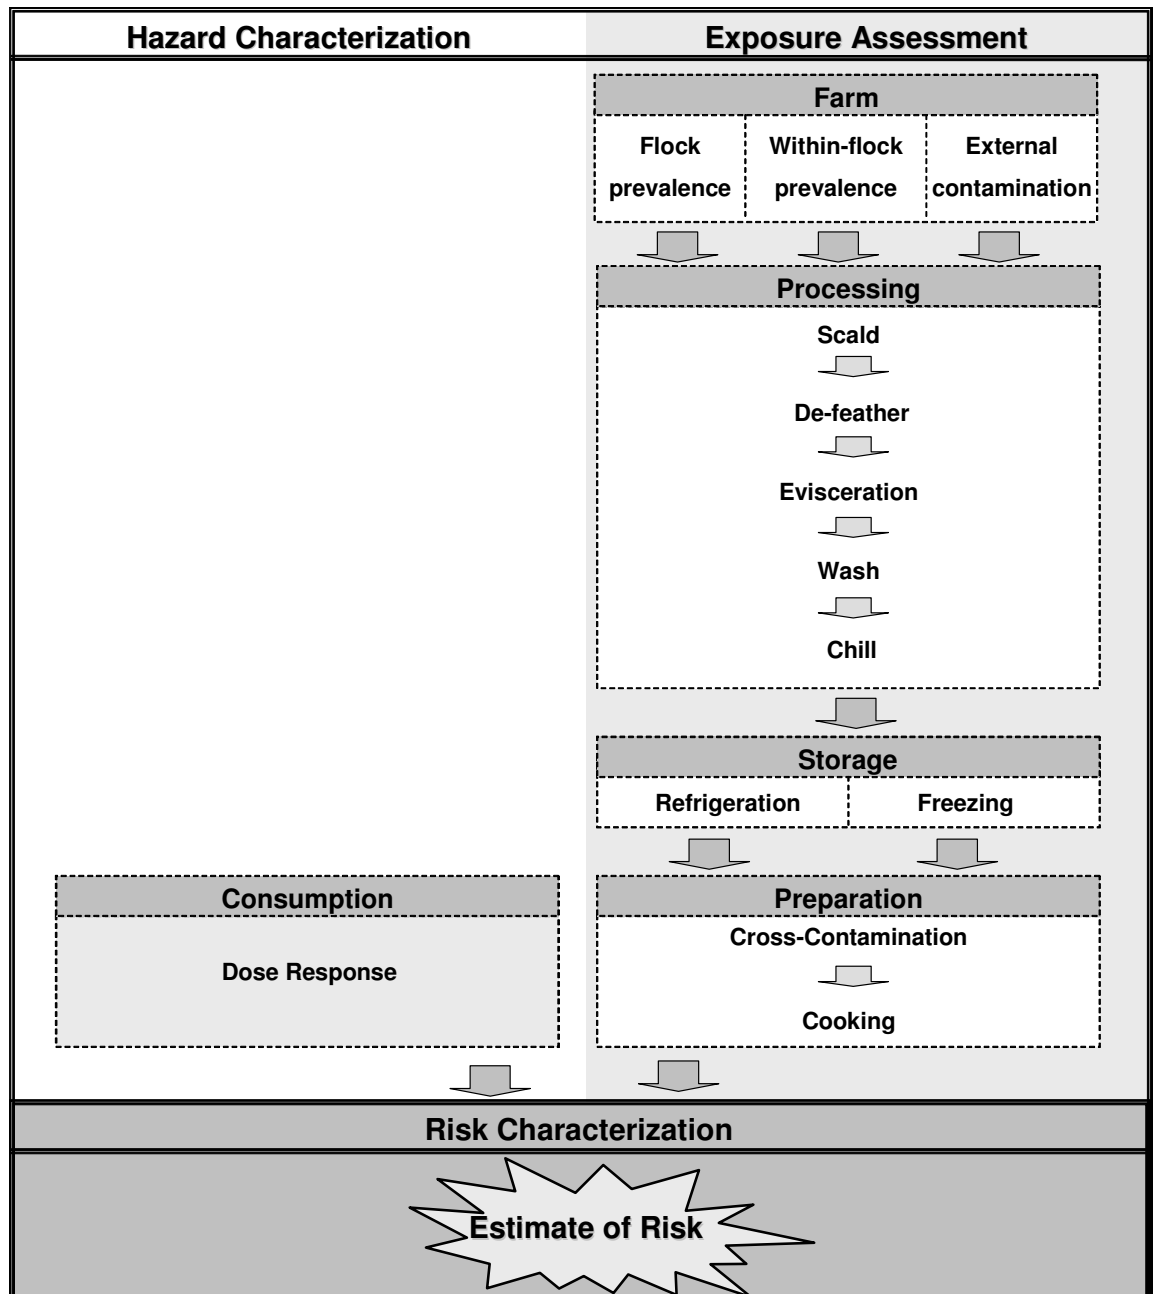 Hazard Characterization
Exposure Assessment
Farm
Flock prevalence
Within-flock prevalence
External contamination
Processing
Scald
De-feather
Evisceration
Wash
Chill
Storage
Refrigeration
Freezing
Consumption
Dose Response
Preparation
Cross-Contamination
Cooking
Risk Characterization
Estimate of Risk